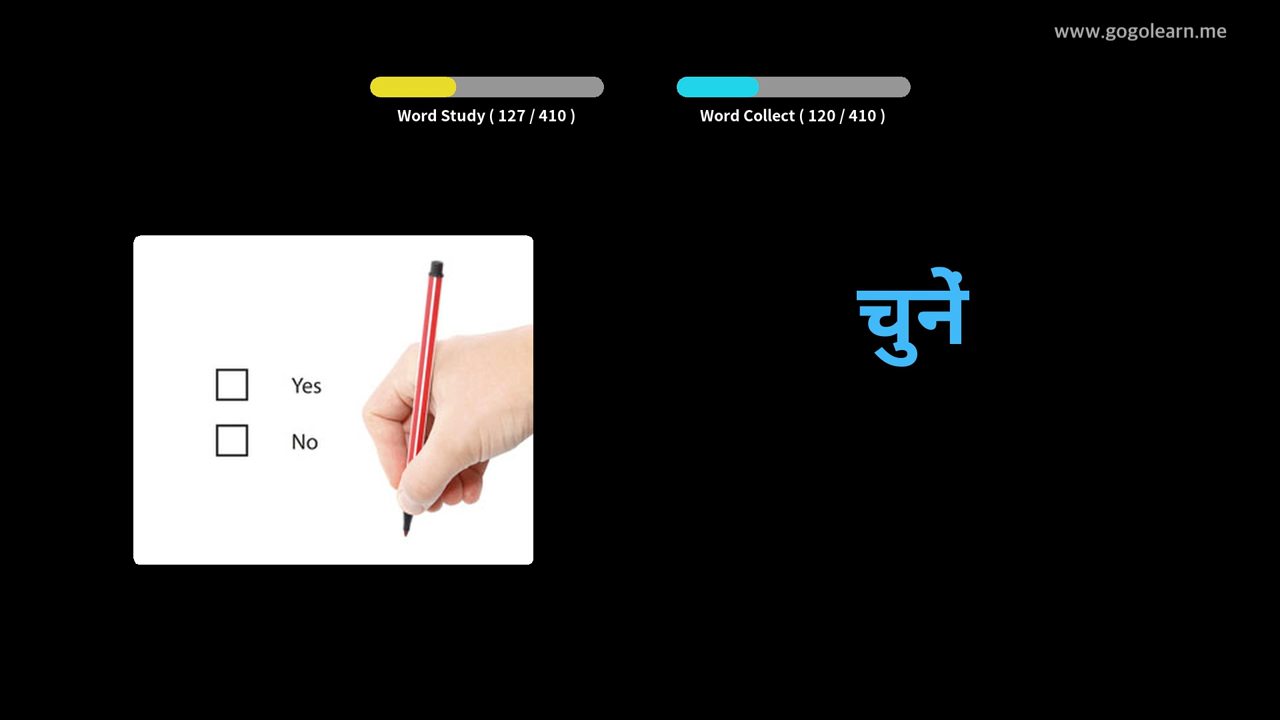 www.gogolearn.me
Word Study ( 127 / 410 )
Word Collect ( 120 / 410 )
Yes
No
चुनें